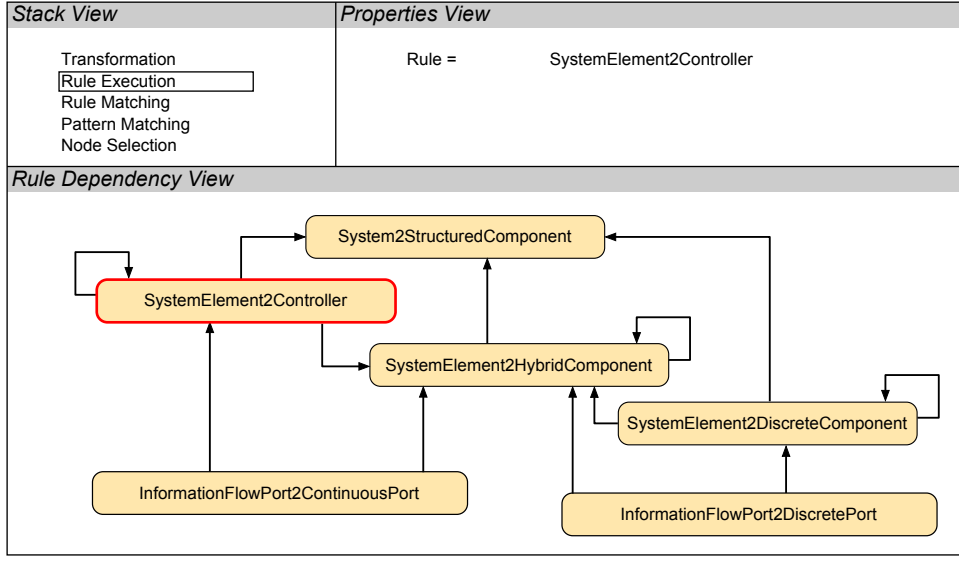 Stack View
Properties View
Transformation
Rule Execution
Rule Matching
Pattern Matching
Node Selection
Rule = SystemElement2Controller
Rule Dependency View
System2StructuredComponent
SystemElement2Controller
SystemElement2HybridComponent
SystemElement2DiscreteComponent
InformationFlowPort2ContinuousPort
InformationFlowPort2DiscretePort